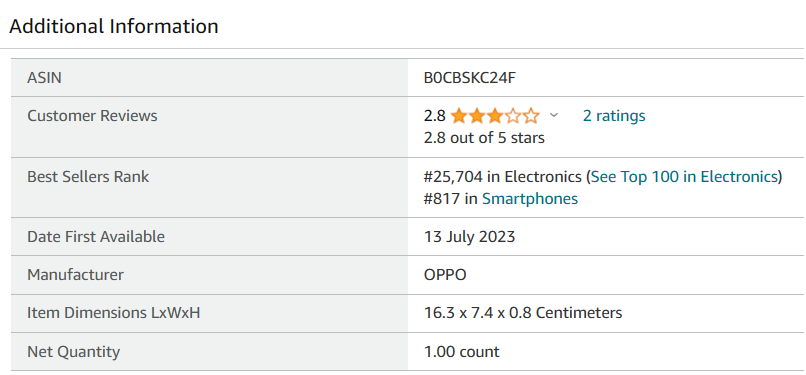 Additional Information
ASIN B0CBSKC24F
Customer Reviews 2.8 2 ratings
2.8 out of 5 stars
Best Sellers Rank #25,704 in Electronics (See Top 100 in Electronics)
#817 in Smartphones
Date First Available 13 July 2023
Manufacturer OPPO
Item Dimensions LxWxH 16.3 x 7.4 x 0.8 Centimeters
Net Quantity 1.00 count